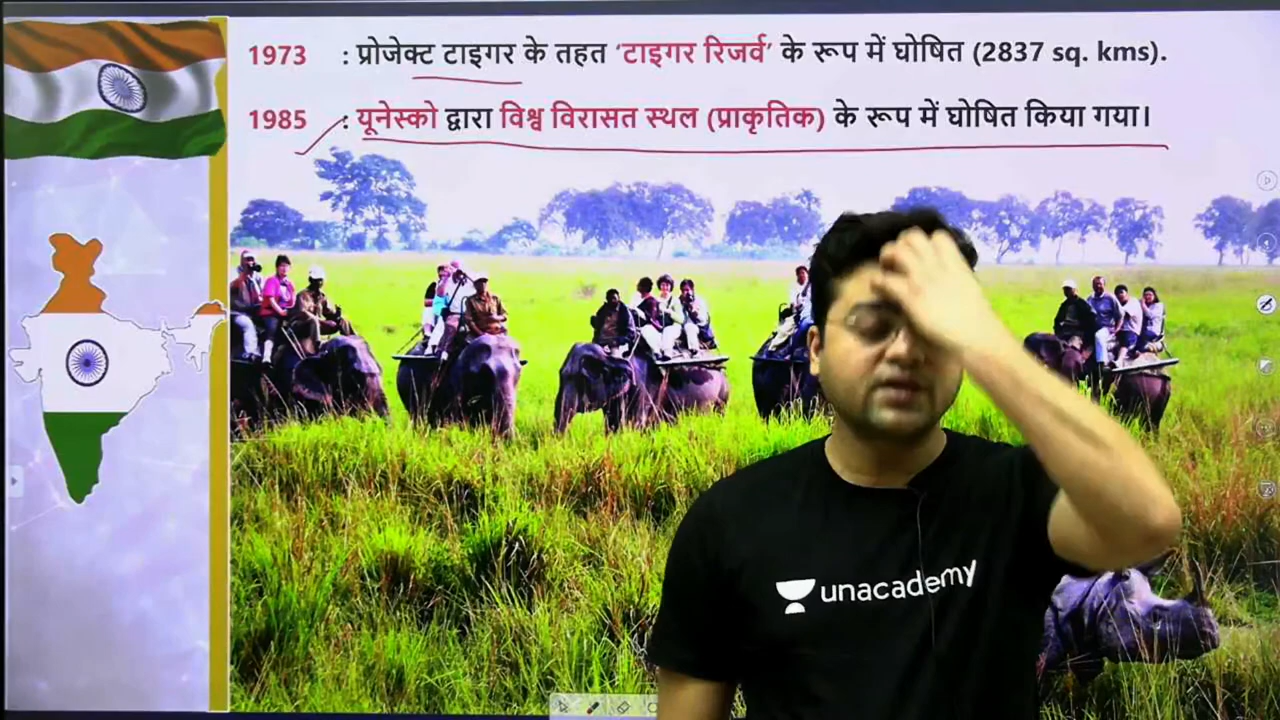 1973 : प्रोजेक्ट टाइगर के तहत 'टाइगर रिजर्व' के रूप में घोषित (2837 sq. kms).
1985 : यूनेस्को द्वारा विश्व विरासत स्थल (प्राकृतिक) के रूप में घोषित किया गया।
unacademy